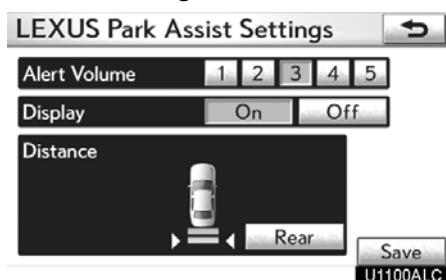 LEXUS Park Assist Settings
Alert Volume 1 2 3 4 5
Display On Off
Distance
Rear
Save
U1100ALC